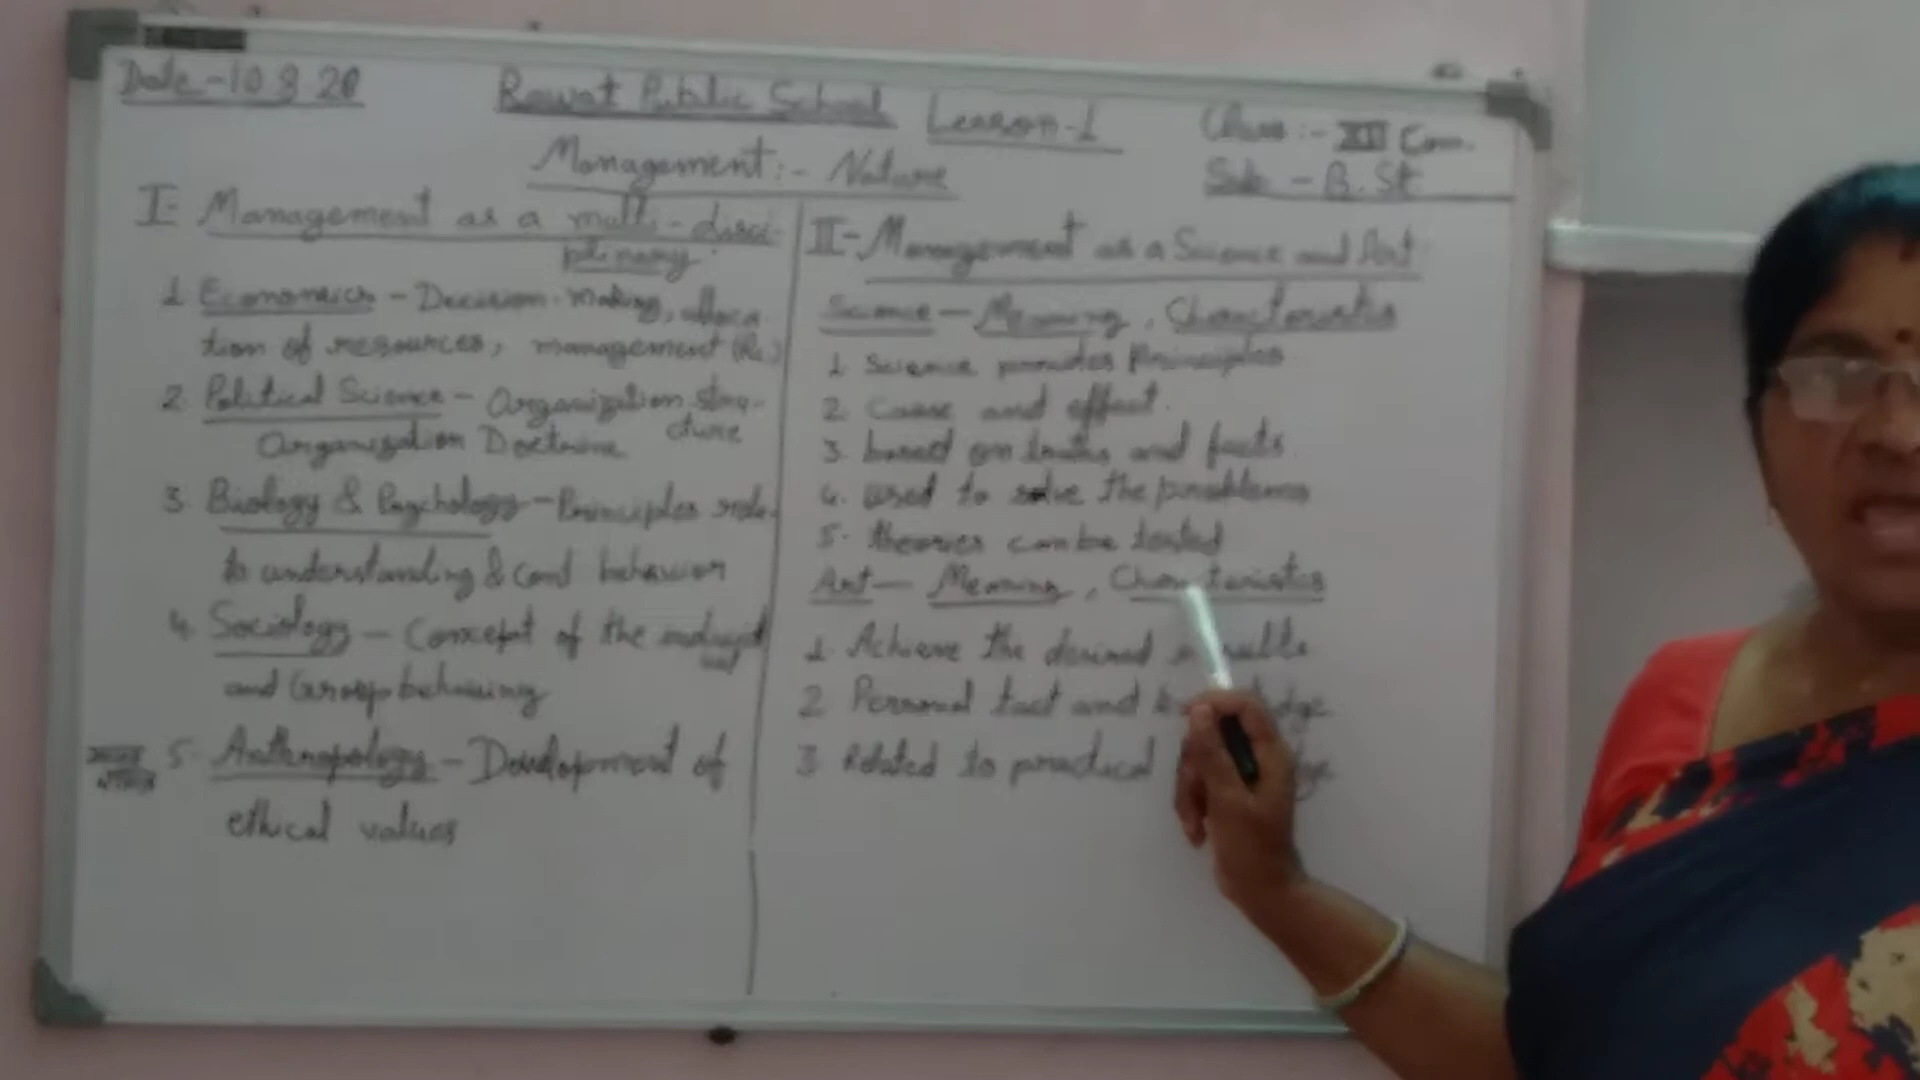 Date -10 9 20
Rawat Public School
Lesson-1
Class :- XII Com.
Management :- Nature
Sub - B. St
I- Management as a multi-disci-
plinary
1 Economics - Decision-making, alloca
tion of resources, management (Re.)
2 Political Science - Organization stru-
cture
Organization Doctrine
3 Biology & Psychology - Principles rela-
to understanding & cont behavior
4 Sociology - Concept of the
and Group behaving
5- Anthropology - Development of
ethical values
II- Management as a Science and Art
Science - Meaning, Charcteristics
1 Science provides Principles
2 Cause and effect.
3 based on truths and facts
4. used to solve the problems
5- theories can be tested
Art - Meaning, Charcteristics
1 Achieve the desired results
2 Personal tact and
3 Related to practical